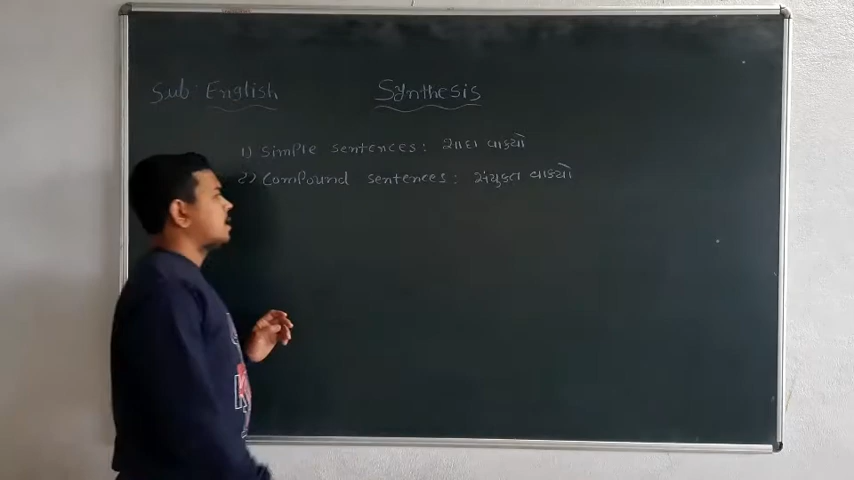 Sub: English
Synthesis
1) Simple sentences: સાદા વાક્યો
2) Compound sentences: સંયુક્ત વાક્યો